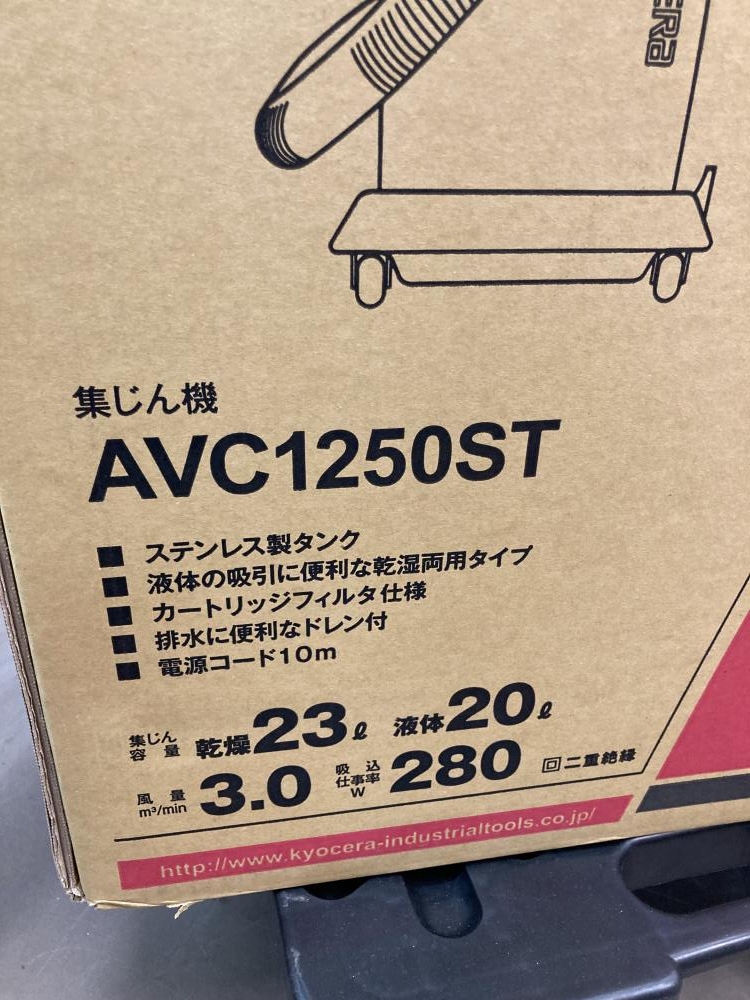 ERA
集じん機
AVC1250ST
■ ステンレス製タンク
■ 液体の吸引に便利な乾湿両用タイプ
■ カートリッジフィルタ仕様
■ 排水に便利なドレン付
■ 電源コード10m
集じん容量 乾燥23ℓ 液体20ℓ
風量 m³/min 3.0 吸込仕事率 W 280 回二重絶縁
http://www.kyocera-industrialtools.co.jp/